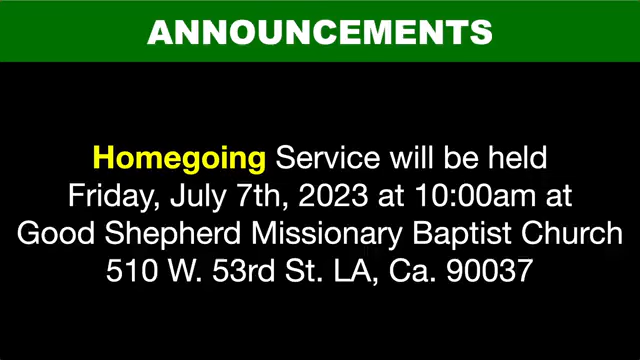 ANNOUNCEMENTS
Homegoing Service will be held
Friday, July 7th, 2023 at 10:00am at
Good Shepherd Missionary Baptist Church
510 W. 53rd St. LA, Ca. 90037